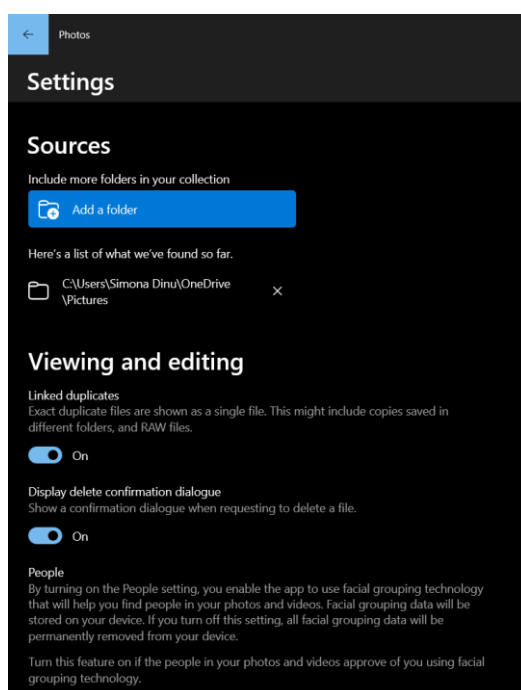 Photos
Settings
Sources
Include more folders in your collection
Add a folder
Here's a list of what we've found so far.
C:\Users\Simona Dinu\OneDrive
\Pictures
Viewing and editing
Linked duplicates
Exact duplicate files are shown as a single file. This might include copies saved in
different folders, and RAW files.
On
Display delete confirmation dialogue
Show a confirmation dialogue when requesting to delete a file.
On
People
By turning on the People setting, you enable the app to use facial grouping technology
that will help you find people in your photos and videos. Facial grouping data will be
stored on your device. If you turn off this setting, all facial grouping data will be
permanently removed from your device.
Turn this feature on if the people in your photos and videos approve of you using facial
grouping technology.